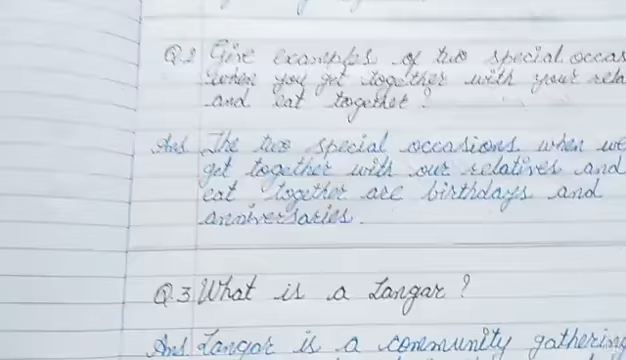 Q.2 Give examples of two special occas
when you get together with your rela
and eat together?
Ans The two special occasions when we
get together with our relatives and
eat together are birthdays and
anniversaries.
Q.3 What is a Langar?
Ans Langar is a community gathering